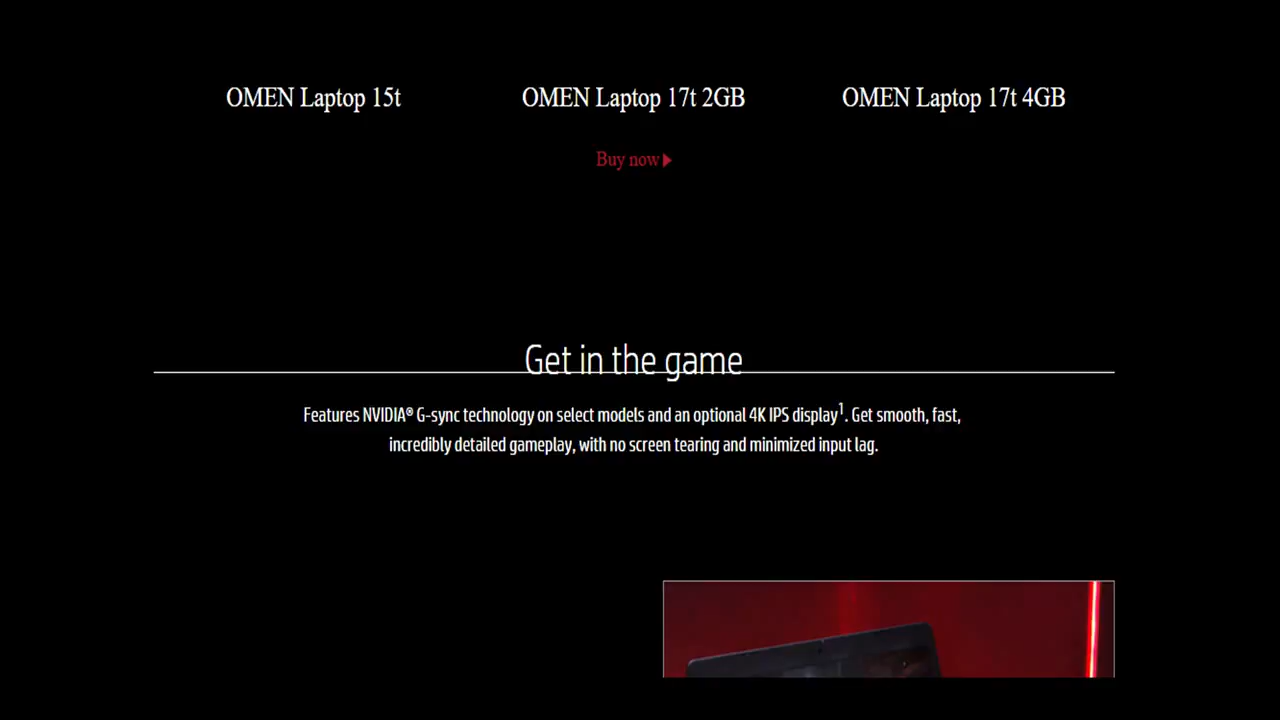 OMEN Laptop 15t
OMEN Laptop 17t 2GB
OMEN Laptop 17t 4GB
Buy now
Get in the game
Features NVIDIA® G-sync technology on select models and an optional 4K IPS display¹. Get smooth, fast,
incredibly detailed gameplay, with no screen tearing and minimized input lag.